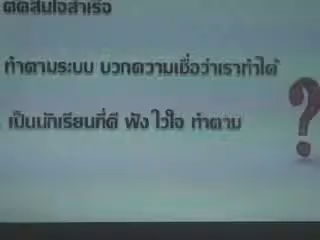 ตัดสินใจสำเร็จ
ทำตามระบบ บวกความเชื่อว่าเราทำได้
เป็นนักเรียนที่ดี ฟัง ไว้ใจ ทำตาม
?